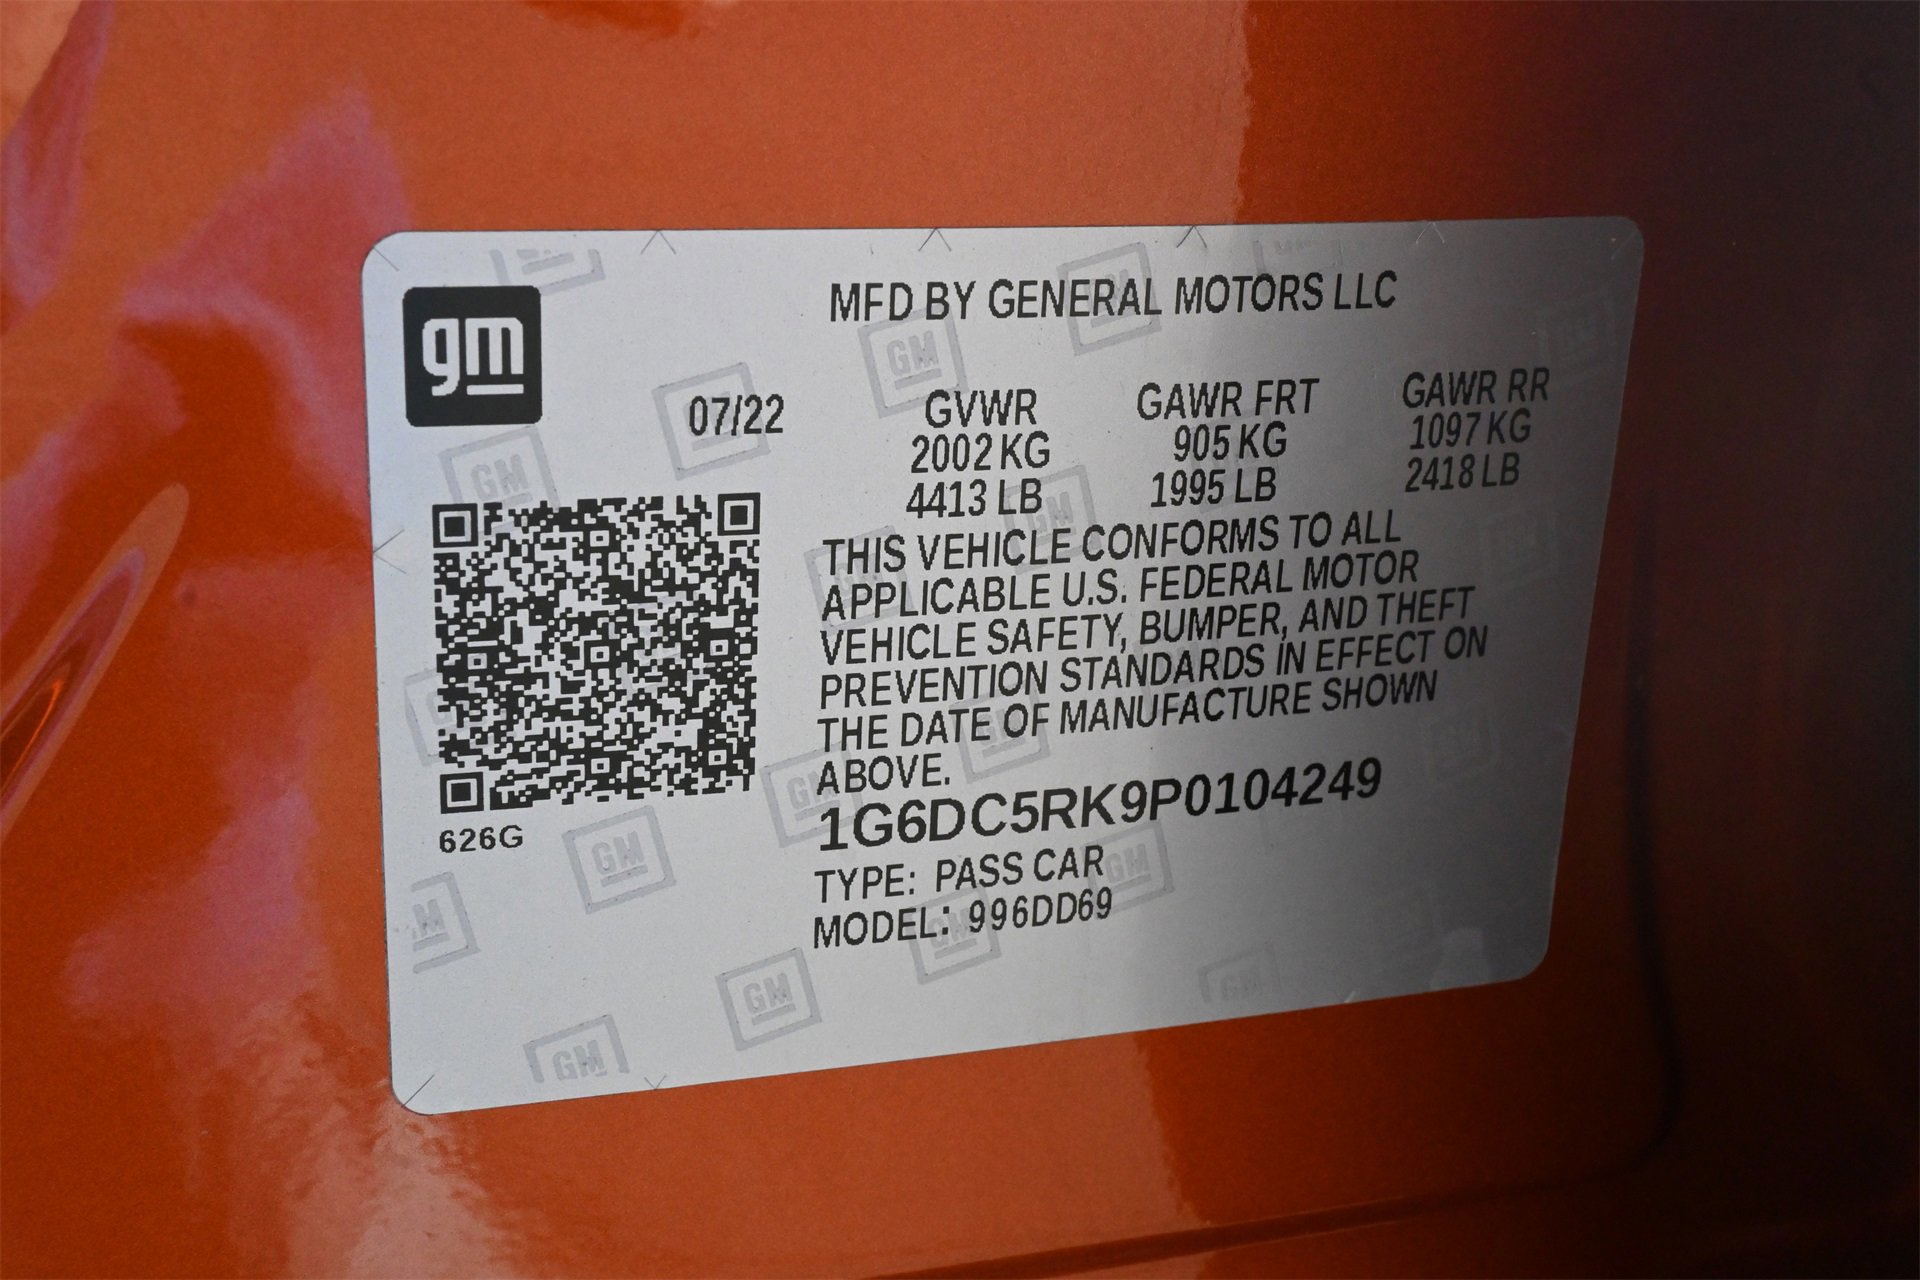 gm
MFD BY GENERAL MOTORS LLC
07/22
GVWR GAWR FRT GAWR RR
2002 KG 905 KG 1097 KG
4413 LB 1995 LB 2418 LB
THIS VEHICLE CONFORMS TO ALL
APPLICABLE U.S. FEDERAL MOTOR
VEHICLE SAFETY, BUMPER, AND THEFT
PREVENTION STANDARDS IN EFFECT ON
THE DATE OF MANUFACTURE SHOWN
ABOVE.
1G6DC5RK9P0104249
626G
TYPE: PASS CAR
MODEL: 996DD69